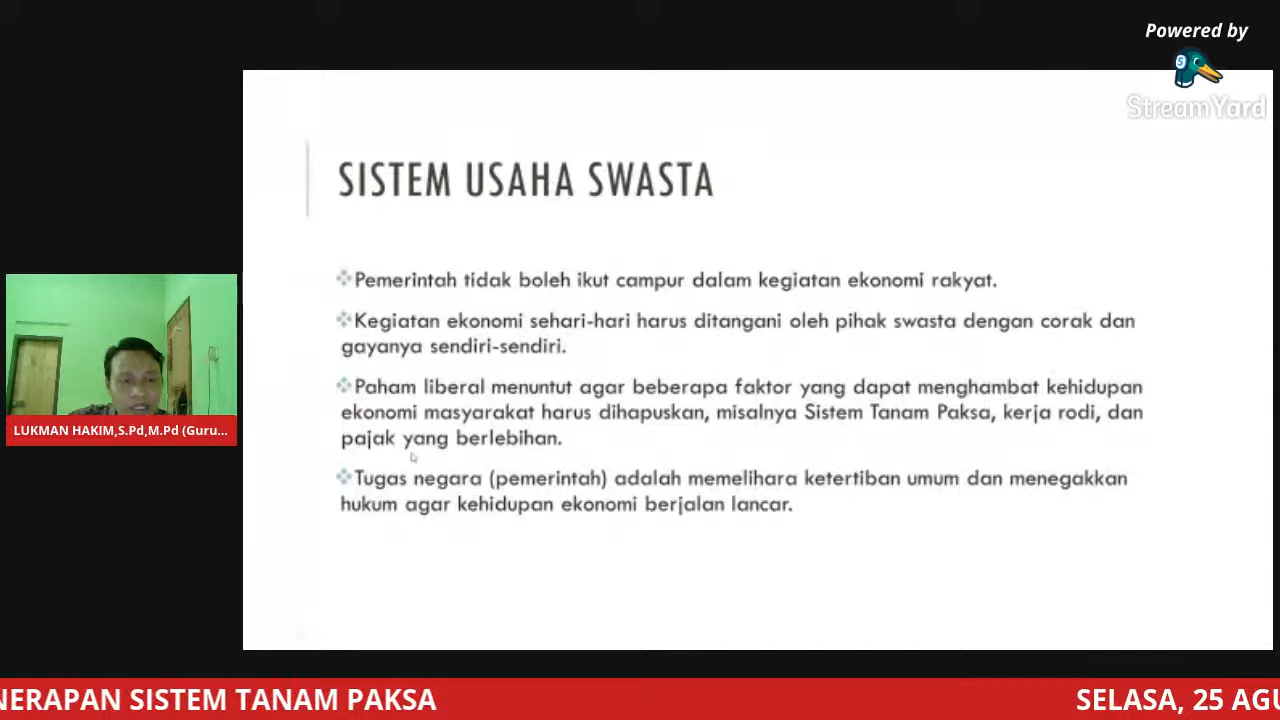 Powered by
StreamYard
SISTEM USAHA SWASTA
Pemerintah tidak boleh ikut campur dalam kegiatan ekonomi rakyat.
Kegiatan ekonomi sehari-hari harus ditangani oleh pihak swasta dengan corak dan
gayanya sendiri-sendiri.
Paham liberal menuntut agar beberapa faktor yang dapat menghambat kehidupan
ekonomi masyarakat harus dihapuskan, misalnya Sistem Tanam Paksa, kerja rodi, dan
pajak yang berlebihan.
Tugas negara (pemerintah) adalah memelihara ketertiban umum dan menegakkan
hukum agar kehidupan ekonomi berjalan lancar.
LUKMAN HAKIM,S.Pd,M.Pd (Guru...
NERAPAN SISTEM TANAM PAKSA
SELASA, 25 AGU